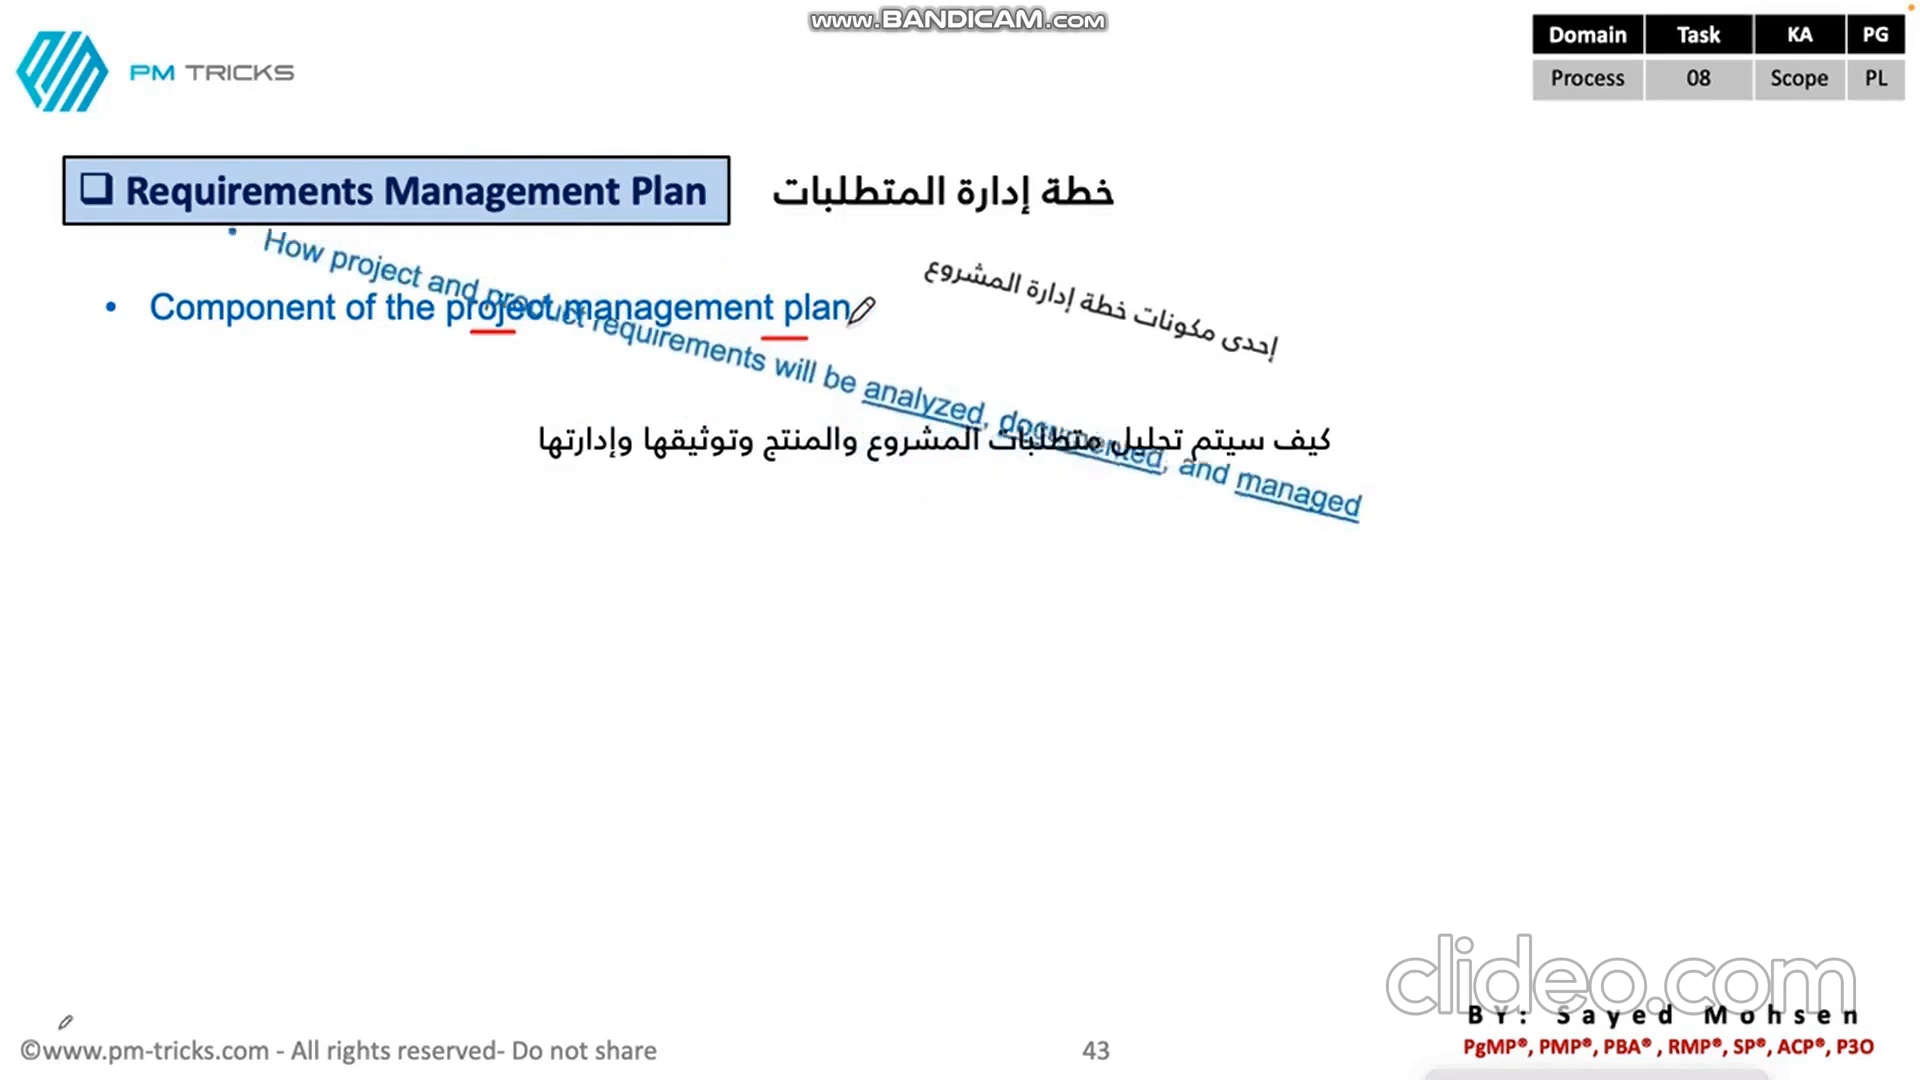 www.BANDICAM.com
PM TRICKS
Domain Task KA PG
Process 08 Scope PL
Requirements Management Plan
خطة إدارة المتطلبات
• How project and product requirements will be analyzed, documented, and managed
• Component of the project management plan
إحدى مكونات خطة إدارة المشروع
كيف سيتم تحليل متطلبات المشروع والمنتج وتوثيقها وإدارتها
clideo.com
BY: Sayed Mohsen
©www.pm-tricks.com - All rights reserved- Do not share
43
PgMP®, PMP®, PBA® , RMP®, SP®, ACP®, P3O